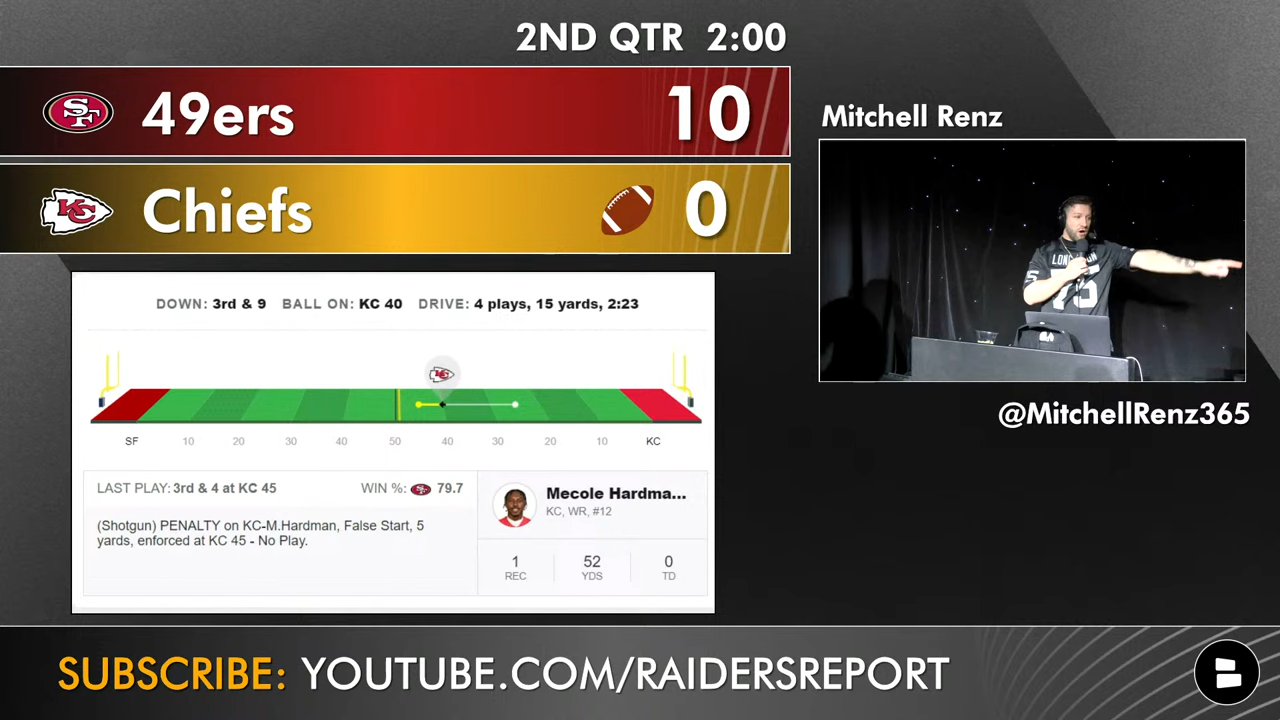 2ND QTR 2:00
49ers 10
Chiefs 0
Mitchell Renz
@MitchellRenz365
DOWN: 3rd & 9 BALL ON: KC 40 DRIVE: 4 plays, 15 yards, 2:23
SF 10 20 30 40 50 40 30 20 10 KC
LAST PLAY: 3rd & 4 at KC 45 WIN %: 79.7
(Shotgun) PENALTY on KC-M.Hardman, False Start, 5
yards, enforced at KC 45 - No Play.
Mecole Hardma...
KC, WR, #12
1 52 0
REC YDS TD
SUBSCRIBE: YOUTUBE.COM/RAIDERSREPORT